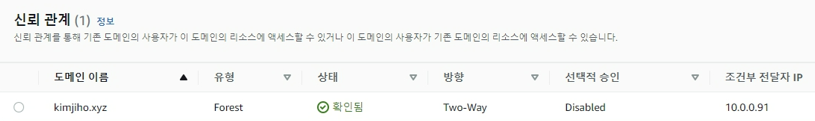 신뢰 관계 (1) 정보
신뢰 관계를 통해 기존 도메인의 사용자가 이 도메인의 리소스에 액세스할 수 있거나 이 도메인의 사용자가 기존 도메인의 리소스에 액세스할 수 있습니다.
도메인 이름 유형 상태 방향 선택적 승인 조건부 전달자 IP
kimjiho.xyz Forest 확인됨 Two-Way Disabled 10.0.0.91